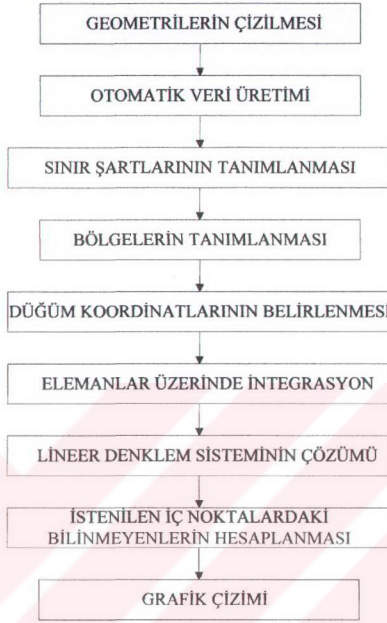 GEOMETRİLERİN ÇİZİLMESİ
OTOMATİK VERİ ÜRETİMİ
SINIR ŞARTLARININ TANIMLANMASI
BÖLGELERİN TANIMLANMASI
DÜĞÜM KOORDİNATLARININ BELİRLENMESİ
ELEMANLAR ÜZERİNDE İNTEGRASYON
LİNEER DENKLEM SİSTEMİNİN ÇÖZÜMÜ
İSTENİLEN İÇ NOKTALARDAKİ
BİLİNMEYENLERİN HESAPLANMASI
GRAFİK ÇİZİMİ